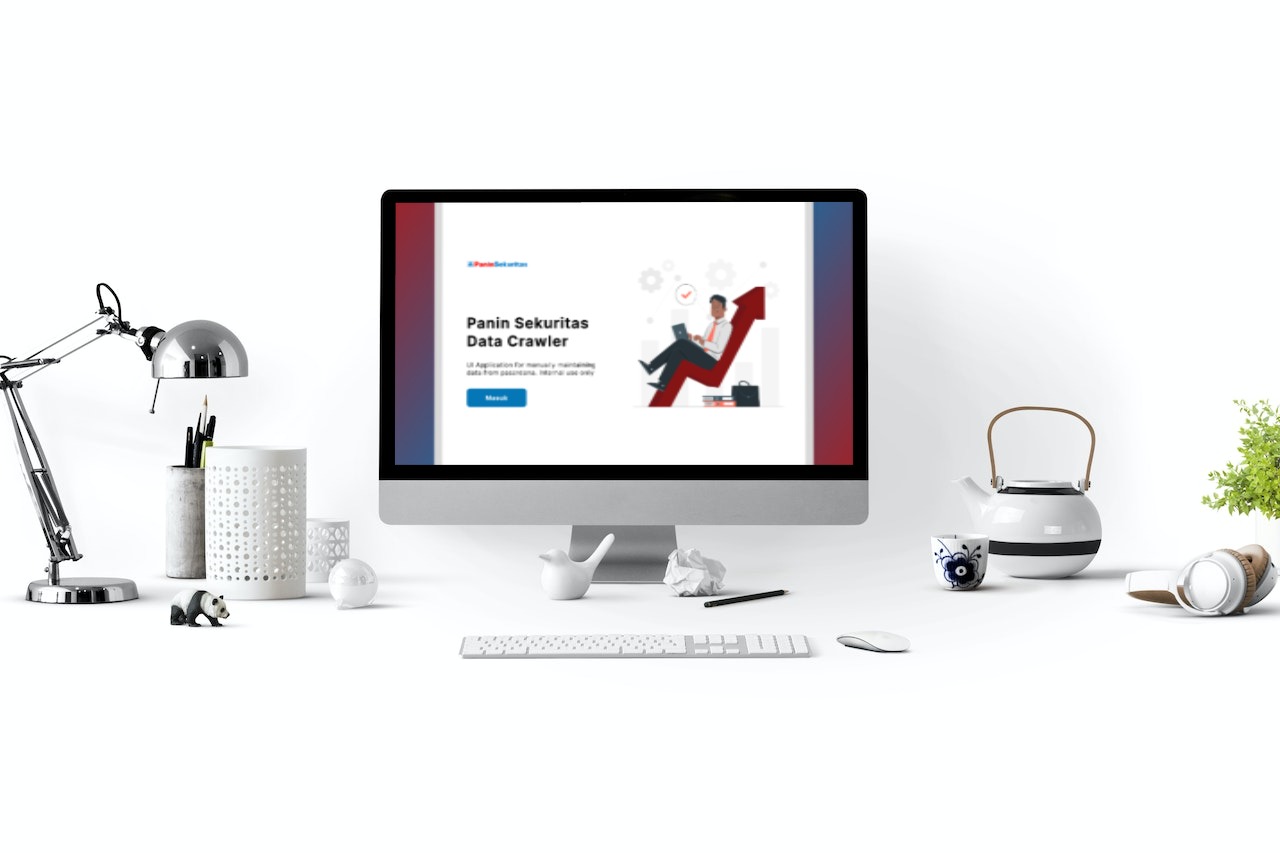 PaninSekuritas
Panin Sekuritas
Data Crawler
UI Application for manualy maintaining
data from pasardana. Internal use only
Masuk